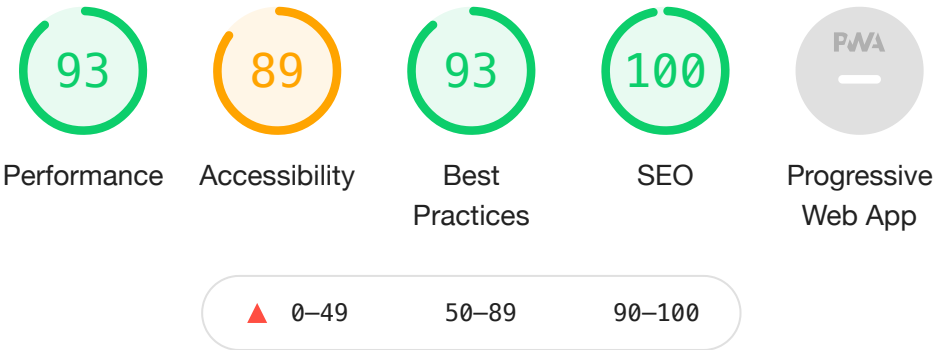 93
89
93
100
PWA
Performance
Accessibility
Best
Practices
SEO
Progressive
Web App
0–49
50–89
90–100